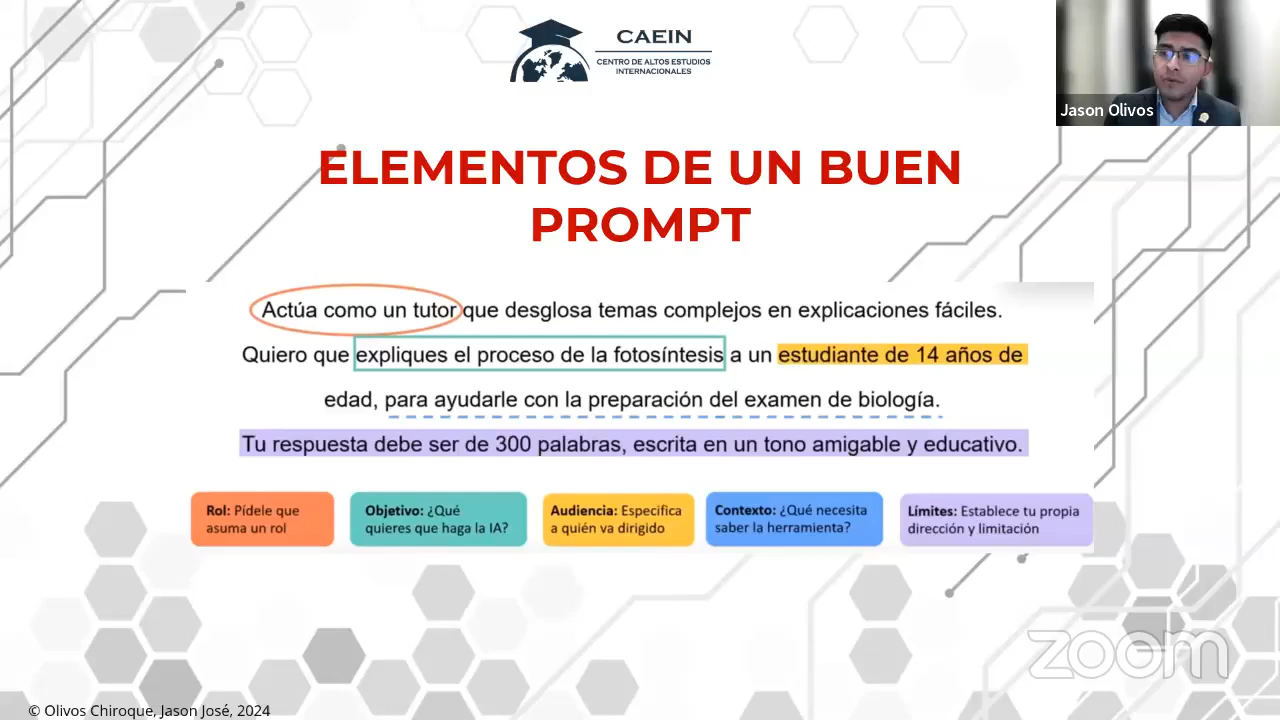 CAEIN
CENTRO DE ALTOS ESTUDIOS
INTERNACIONALES
Jason Olivos
ELEMENTOS DE UN BUEN
PROMPT
Actúa como un tutor que desglosa temas complejos en explicaciones fáciles.
Quiero que expliques el proceso de la fotosíntesis a un estudiante de 14 años de
edad, para ayudarle con la preparación del examen de biología.
Tu respuesta debe ser de 300 palabras, escrita en un tono amigable y educativo.
Rol: Pídele que
asuma un rol
Objetivo: ¿Qué
quieres que haga la IA?
Audiencia: Especifica
a quién va dirigido
Contexto: ¿Qué necesita
saber la herramienta?
Límites: Establece tu propia
dirección y limitación
zoom
© Olivos Chiroque, Jason José, 2024